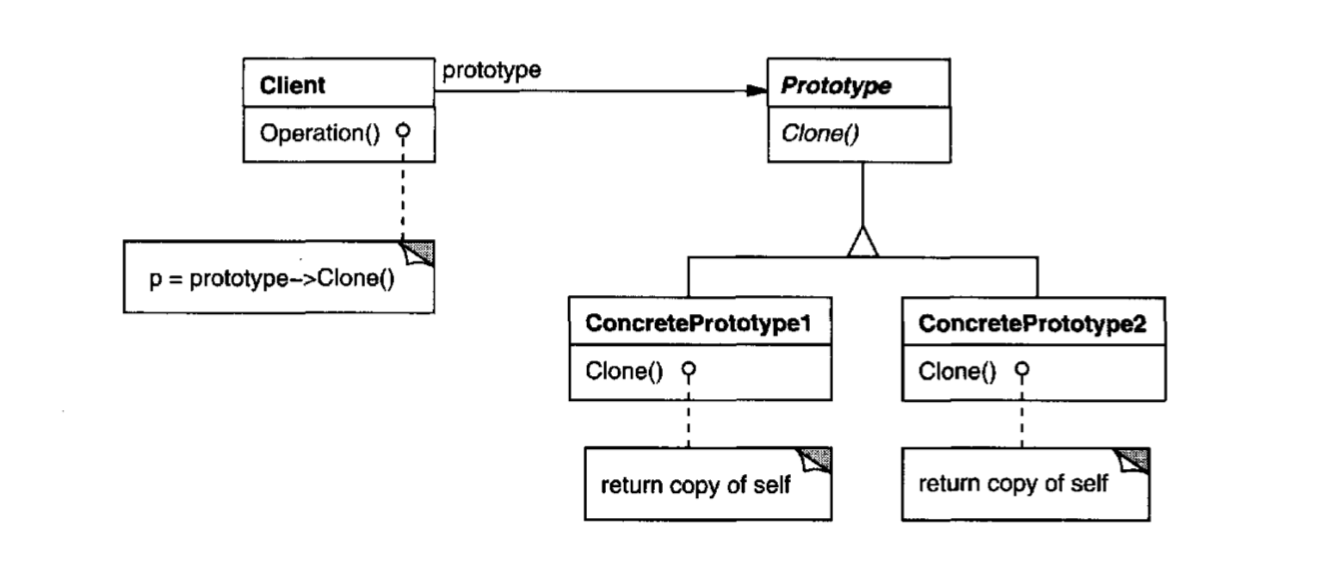 Client
prototype
Prototype
Operation()
Clone()
p = prototype–>Clone()
ConcretePrototype1
ConcretePrototype2
Clone()
Clone()
return copy of self
return copy of self